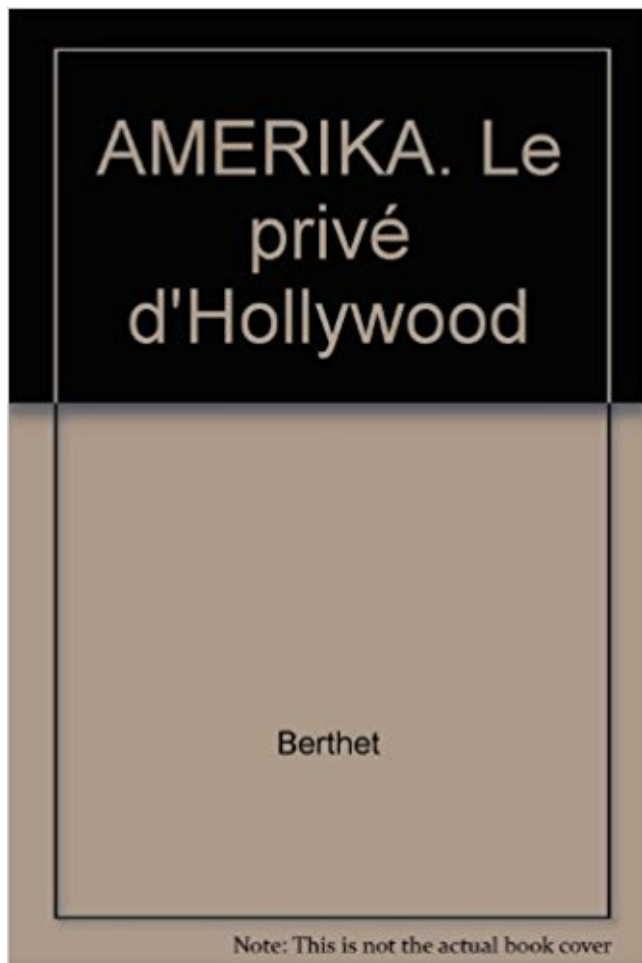 AMERIKA. Le
privé
d'Hollywood
Berthet
Note: This is not the actual book cover